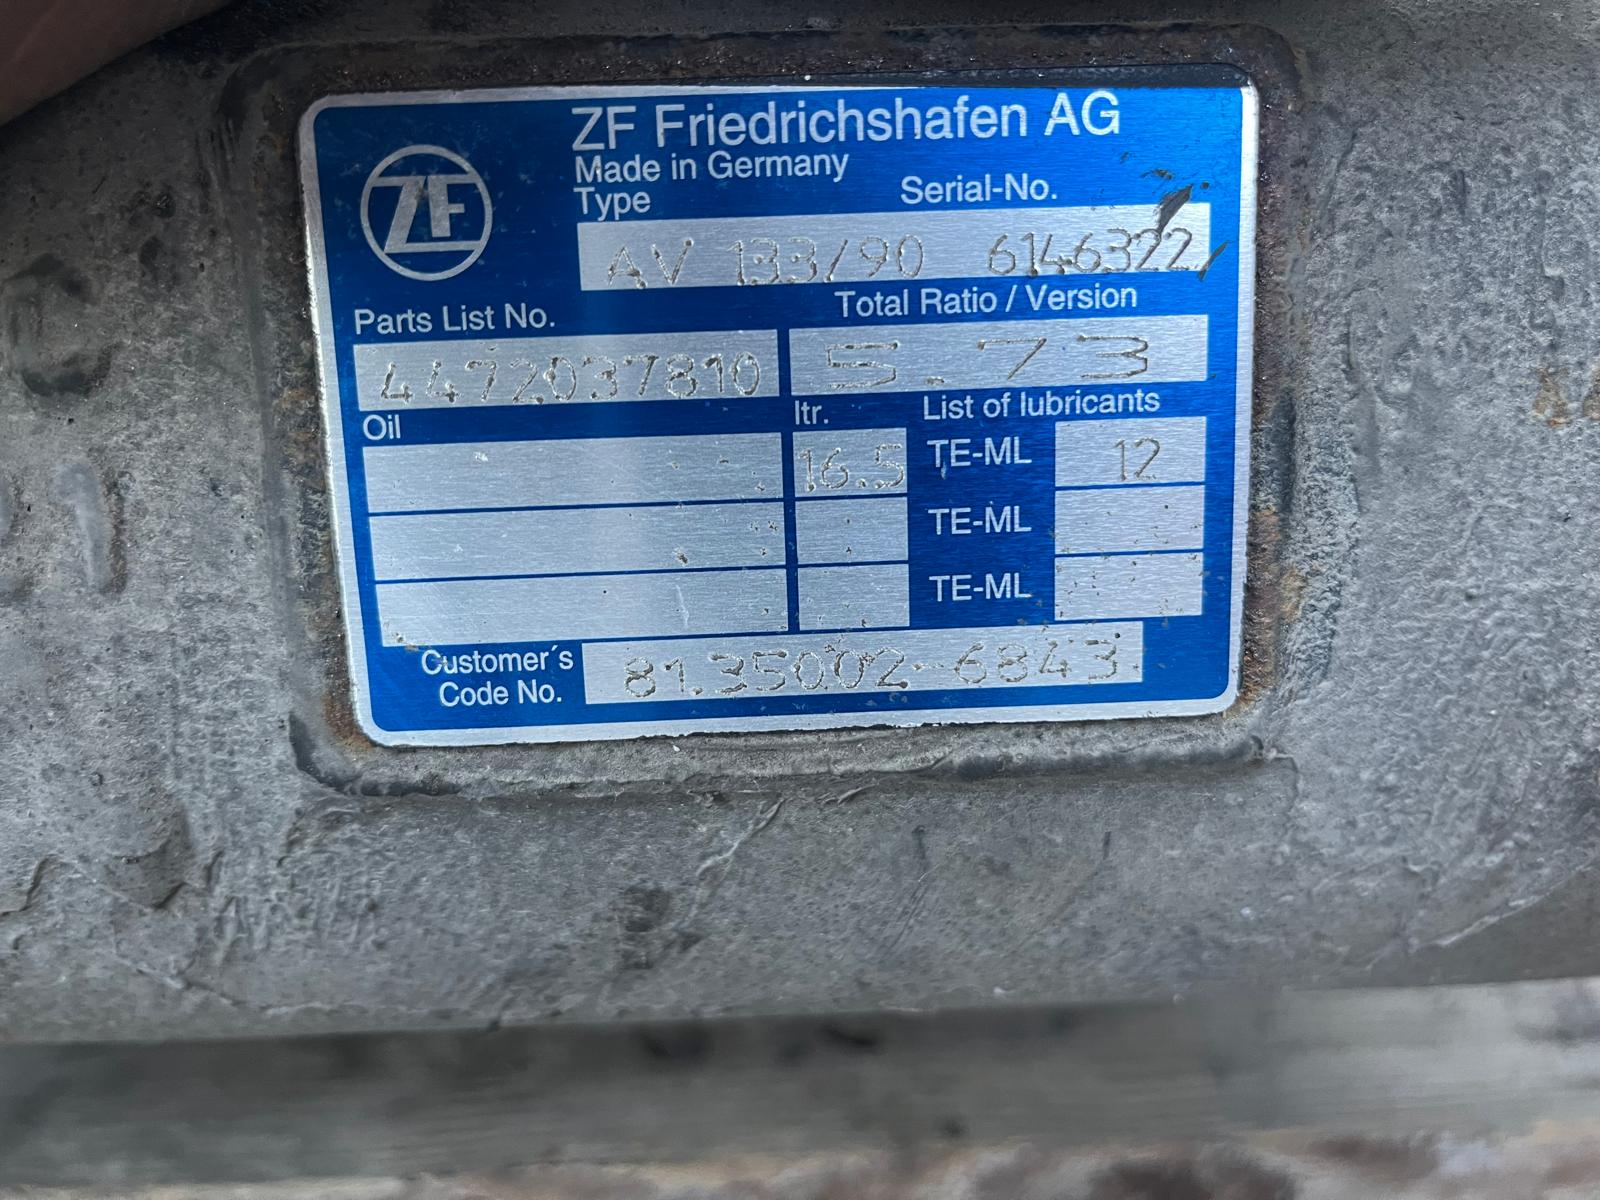 ZF Friedrichshafen AG
ZF
Made in Germany
Type Serial-No.
AV 133/90 6146322
Parts List No. Total Ratio / Version
4472037810 5.73
Oil ltr. List of lubricants
16.5 TE-ML 12
TE-ML
TE-ML
Customer´s
Code No. 81.35002-6843